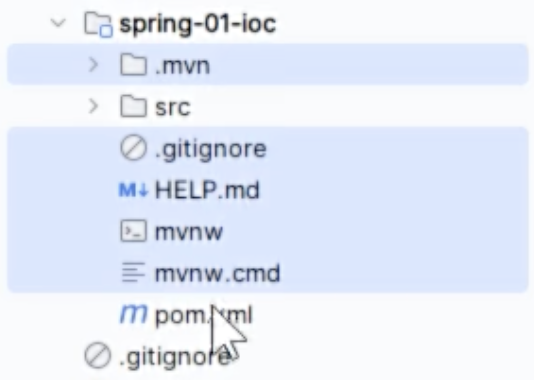 spring-01-ioc
.mvn
src
.gitignore
M↓ HELP.md
mvnw
mvnw.cmd
m pom.xml
.gitignore